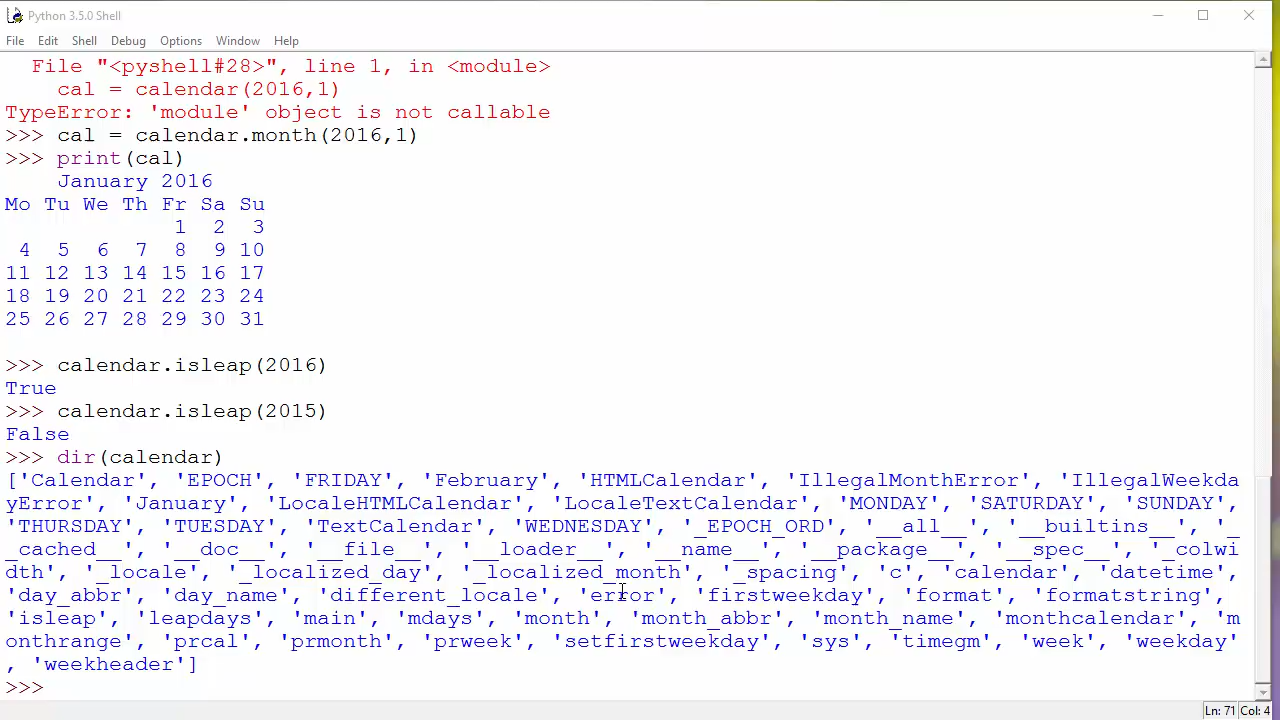 Python 3.5.0 Shell
File Edit Shell Debug Options Window Help
  File "<pyshell#28>", line 1, in <module>
    cal = calendar(2016,1)
TypeError: 'module' object is not callable
>>> cal = calendar.month(2016,1)
>>> print(cal)
    January 2016
Mo Tu We Th Fr Sa Su
             1  2  3
 4  5  6  7  8  9 10
11 12 13 14 15 16 17
18 19 20 21 22 23 24
25 26 27 28 29 30 31
>>> calendar.isleap(2016)
True
>>> calendar.isleap(2015)
False
>>> dir(calendar)
['Calendar', 'EPOCH', 'FRIDAY', 'February', 'HTMLCalendar', 'IllegalMonthError', 'IllegalWeekda
yError', 'January', 'LocaleHTMLCalendar', 'LocaleTextCalendar', 'MONDAY', 'SATURDAY', 'SUNDAY',
'THURSDAY', 'TUESDAY', 'TextCalendar', 'WEDNESDAY', '_EPOCH_ORD', '__all__', '__builtins__', '_
_cached__', '__doc__', '__file__', '__loader__', '__name__', '__package__', '__spec__', '_colwi
dth', '_locale', '_localized_day', '_localized_month', '_spacing', 'c', 'calendar', 'datetime',
'day_abbr', 'day_name', 'different_locale', 'error', 'firstweekday', 'format', 'formatstring',
'isleap', 'leapdays', 'main', 'mdays', 'month', 'month_abbr', 'month_name', 'monthcalendar', 'm
onthrange', 'prcal', 'prmonth', 'prweek', 'setfirstweekday', 'sys', 'timegm', 'week', 'weekday'
, 'weekheader']
>>>
Ln: 71 Col: 4